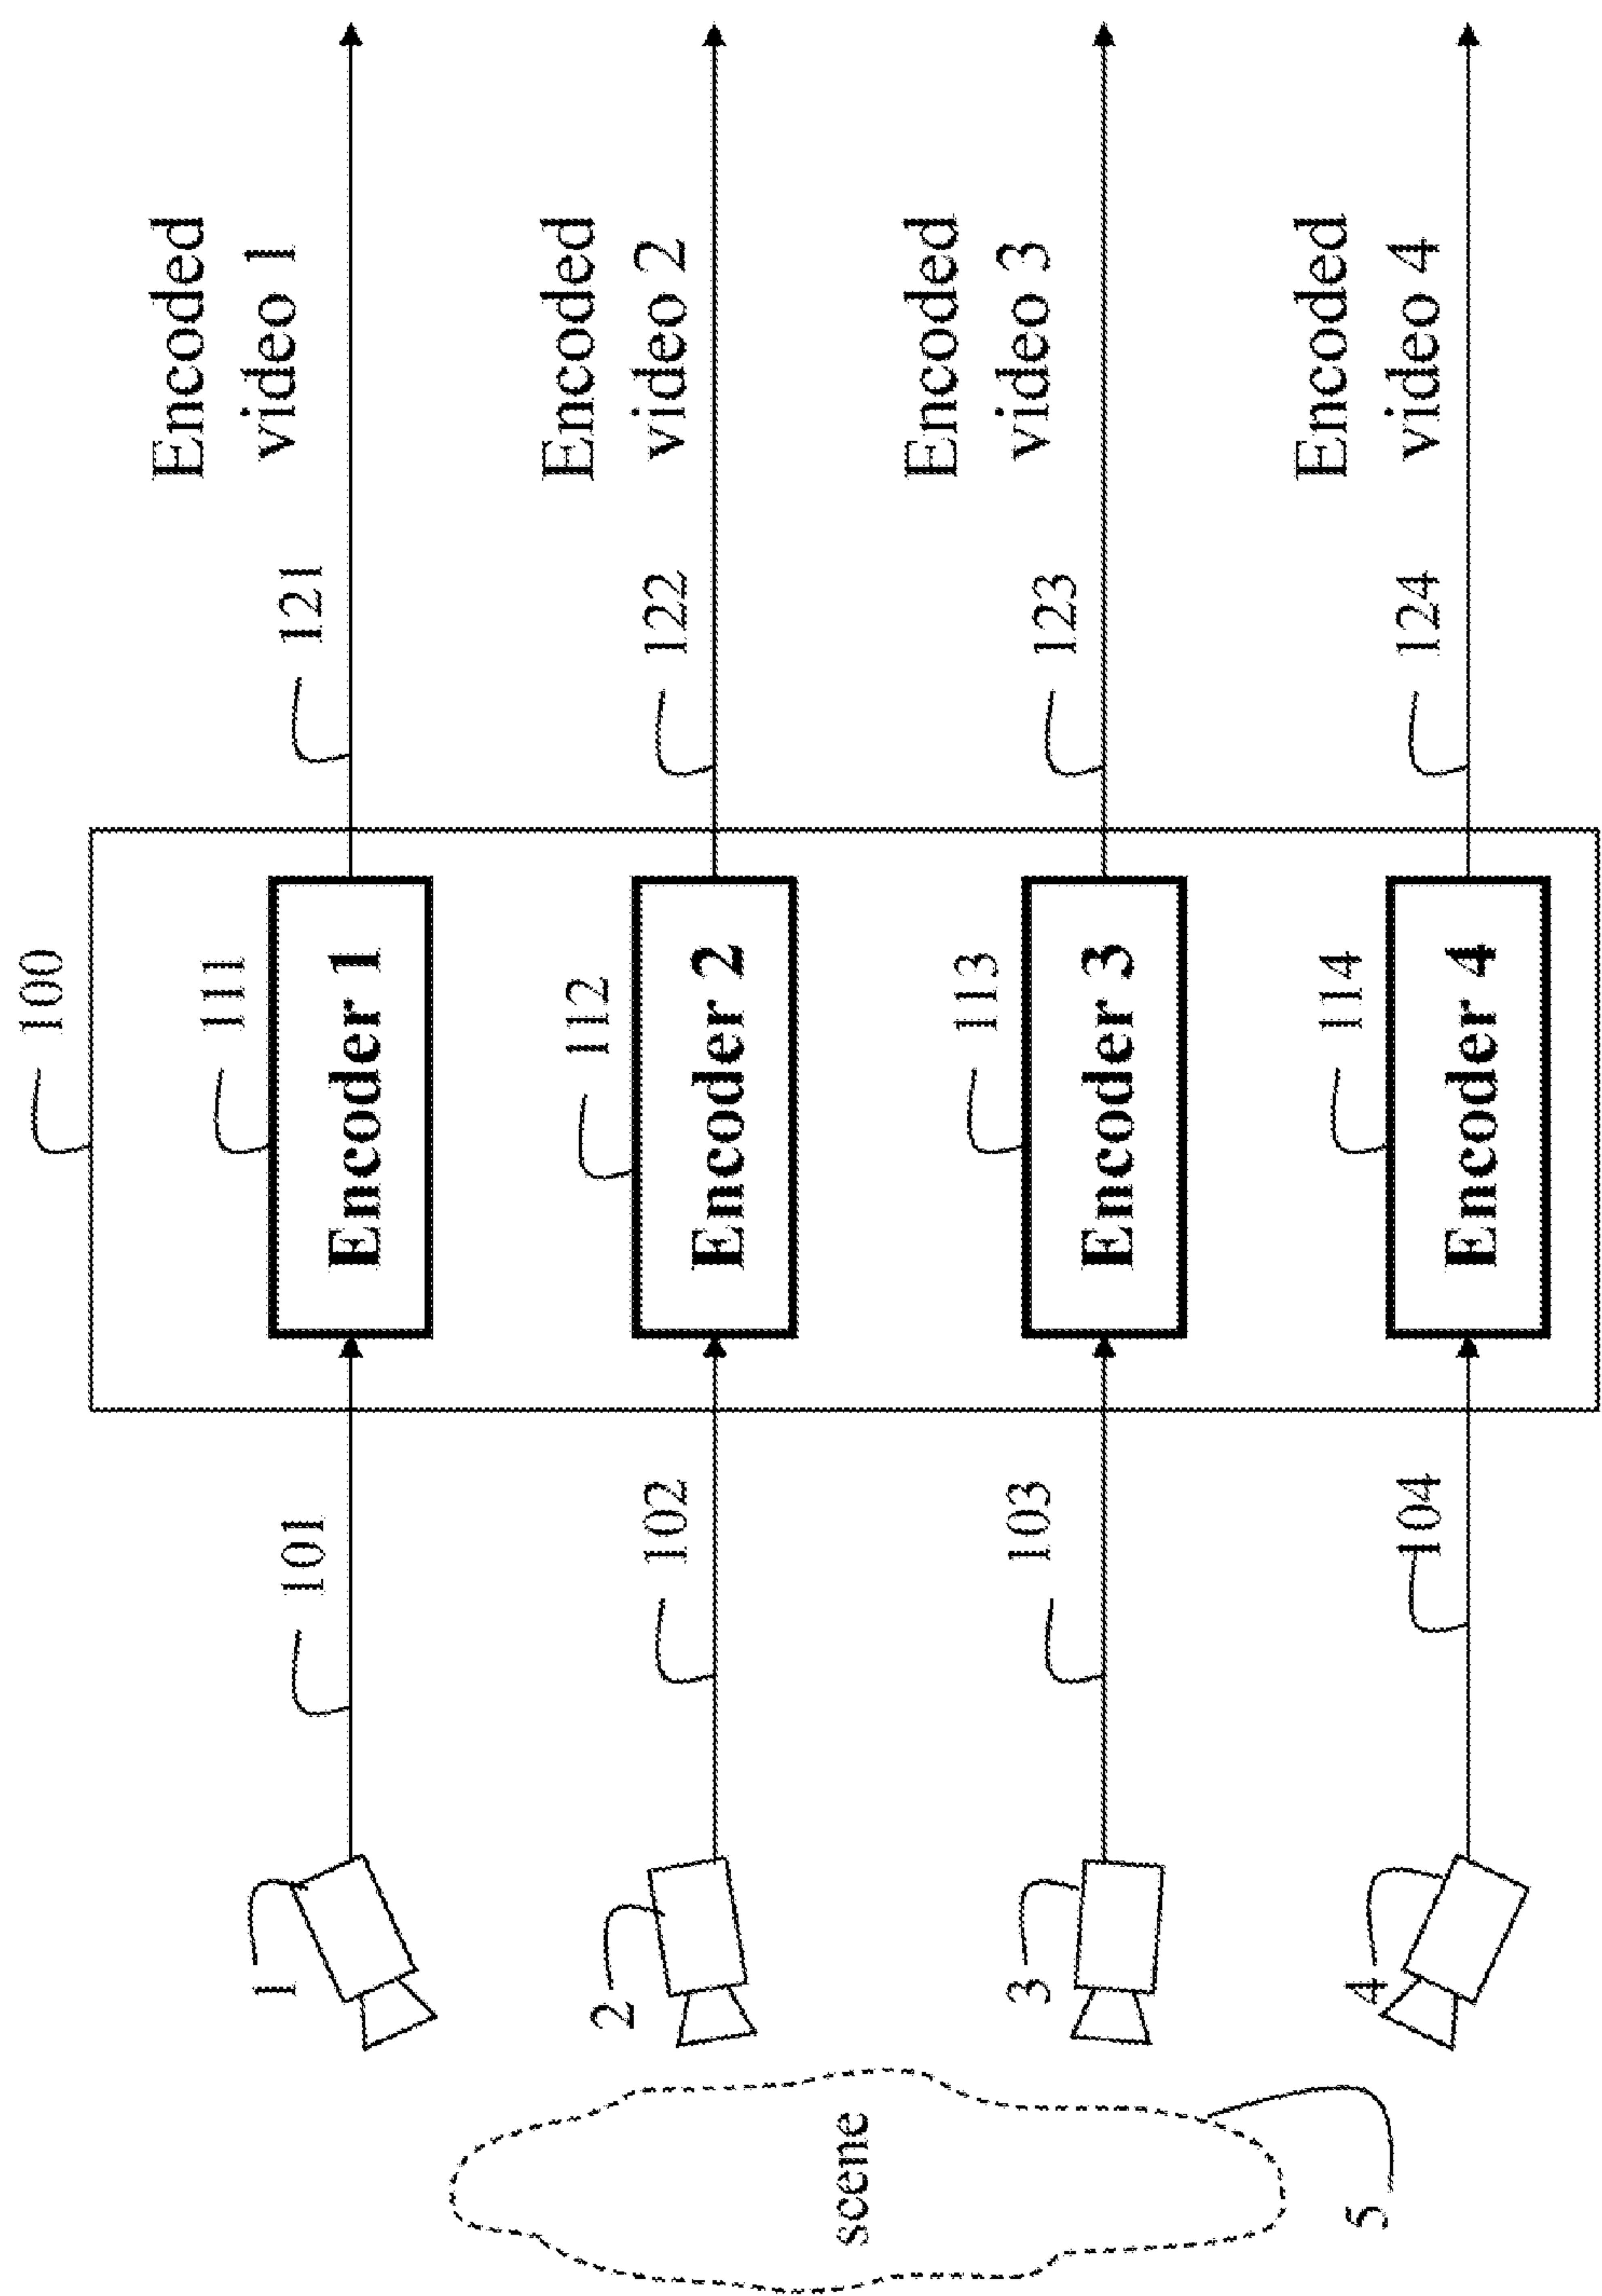 scene
5
1
101
100
111
Encoder 1
121
Encoded
video 1
2
102
112
Encoder 2
122
Encoded
video 2
3
103
113
Encoder 3
123
Encoded
video 3
4
104
114
Encoder 4
124
Encoded
video 4